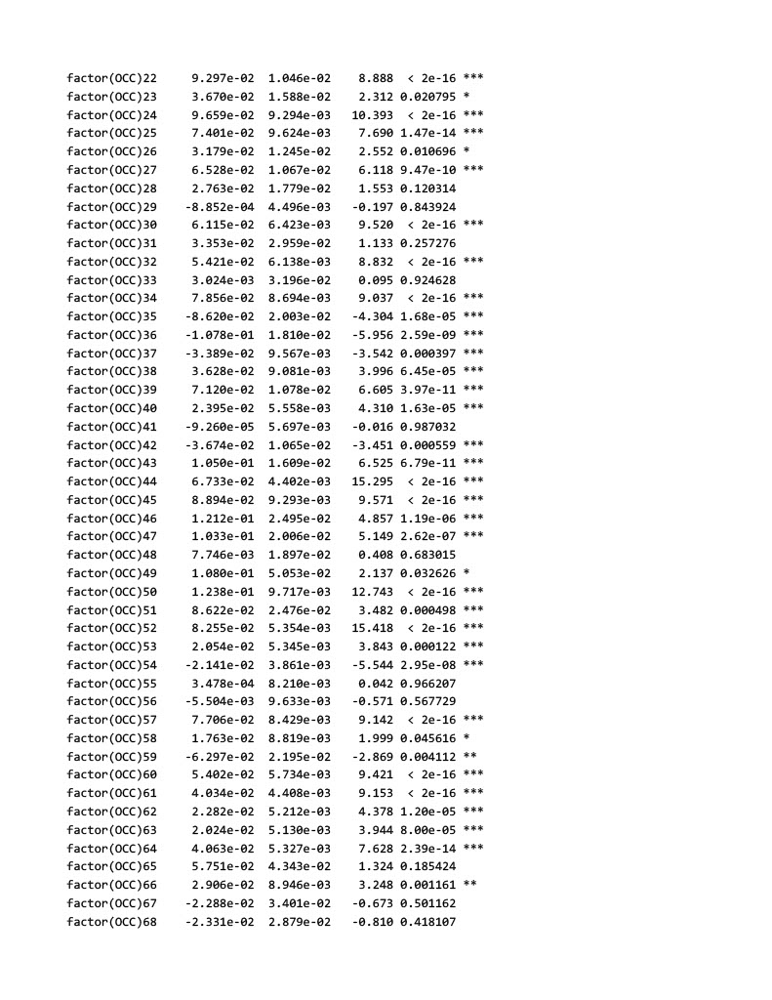 factor(OCC)22 9.297e-02 1.046e-02 8.888 < 2e-16 ***
factor(OCC)23 3.670e-02 1.588e-02 2.312 0.020795 *
factor(OCC)24 9.659e-02 9.294e-03 10.393 < 2e-16 ***
factor(OCC)25 7.401e-02 9.624e-03 7.690 1.47e-14 ***
factor(OCC)26 3.179e-02 1.245e-02 2.552 0.010696 *
factor(OCC)27 6.528e-02 1.067e-02 6.118 9.47e-10 ***
factor(OCC)28 2.763e-02 1.779e-02 1.553 0.120314
factor(OCC)29 -8.852e-04 4.496e-03 -0.197 0.843924
factor(OCC)30 6.115e-02 6.423e-03 9.520 < 2e-16 ***
factor(OCC)31 3.353e-02 2.959e-02 1.133 0.257276
factor(OCC)32 5.421e-02 6.138e-03 8.832 < 2e-16 ***
factor(OCC)33 3.024e-03 3.196e-02 0.095 0.924628
factor(OCC)34 7.856e-02 8.694e-03 9.037 < 2e-16 ***
factor(OCC)35 -8.620e-02 2.003e-02 -4.304 1.68e-05 ***
factor(OCC)36 -1.078e-01 1.810e-02 -5.956 2.59e-09 ***
factor(OCC)37 -3.389e-02 9.567e-03 -3.542 0.000397 ***
factor(OCC)38 3.628e-02 9.081e-03 3.996 6.45e-05 ***
factor(OCC)39 7.120e-02 1.078e-02 6.605 3.97e-11 ***
factor(OCC)40 2.395e-02 5.558e-03 4.310 1.63e-05 ***
factor(OCC)41 -9.260e-05 5.697e-03 -0.016 0.987032
factor(OCC)42 -3.674e-02 1.065e-02 -3.451 0.000559 ***
factor(OCC)43 1.050e-01 1.609e-02 6.525 6.79e-11 ***
factor(OCC)44 6.733e-02 4.402e-03 15.295 < 2e-16 ***
factor(OCC)45 8.894e-02 9.293e-03 9.571 < 2e-16 ***
factor(OCC)46 1.212e-01 2.495e-02 4.857 1.19e-06 ***
factor(OCC)47 1.033e-01 2.006e-02 5.149 2.62e-07 ***
factor(OCC)48 7.746e-03 1.897e-02 0.408 0.683015
factor(OCC)49 1.080e-01 5.053e-02 2.137 0.032626 *
factor(OCC)50 1.238e-01 9.717e-03 12.743 < 2e-16 ***
factor(OCC)51 8.622e-02 2.476e-02 3.482 0.000498 ***
factor(OCC)52 8.255e-02 5.354e-03 15.418 < 2e-16 ***
factor(OCC)53 2.054e-02 5.345e-03 3.843 0.000122 ***
factor(OCC)54 -2.141e-02 3.861e-03 -5.544 2.95e-08 ***
factor(OCC)55 3.478e-04 8.210e-03 0.042 0.966207
factor(OCC)56 -5.504e-03 9.633e-03 -0.571 0.567729
factor(OCC)57 7.706e-02 8.429e-03 9.142 < 2e-16 ***
factor(OCC)58 1.763e-02 8.819e-03 1.999 0.045616 *
factor(OCC)59 -6.297e-02 2.195e-02 -2.869 0.004112 **
factor(OCC)60 5.402e-02 5.734e-03 9.421 < 2e-16 ***
factor(OCC)61 4.034e-02 4.408e-03 9.153 < 2e-16 ***
factor(OCC)62 2.282e-02 5.212e-03 4.378 1.20e-05 ***
factor(OCC)63 2.024e-02 5.130e-03 3.944 8.00e-05 ***
factor(OCC)64 4.063e-02 5.327e-03 7.628 2.39e-14 ***
factor(OCC)65 5.751e-02 4.343e-02 1.324 0.185424
factor(OCC)66 2.906e-02 8.946e-03 3.248 0.001161 **
factor(OCC)67 -2.288e-02 3.401e-02 -0.673 0.501162
factor(OCC)68 -2.331e-02 2.879e-02 -0.810 0.418107